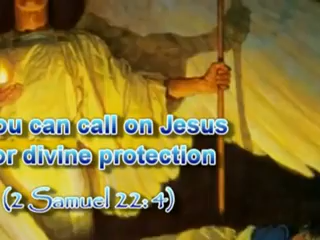 ou can call on Jesus
or divine protection
(2 Samuel 22: 4)